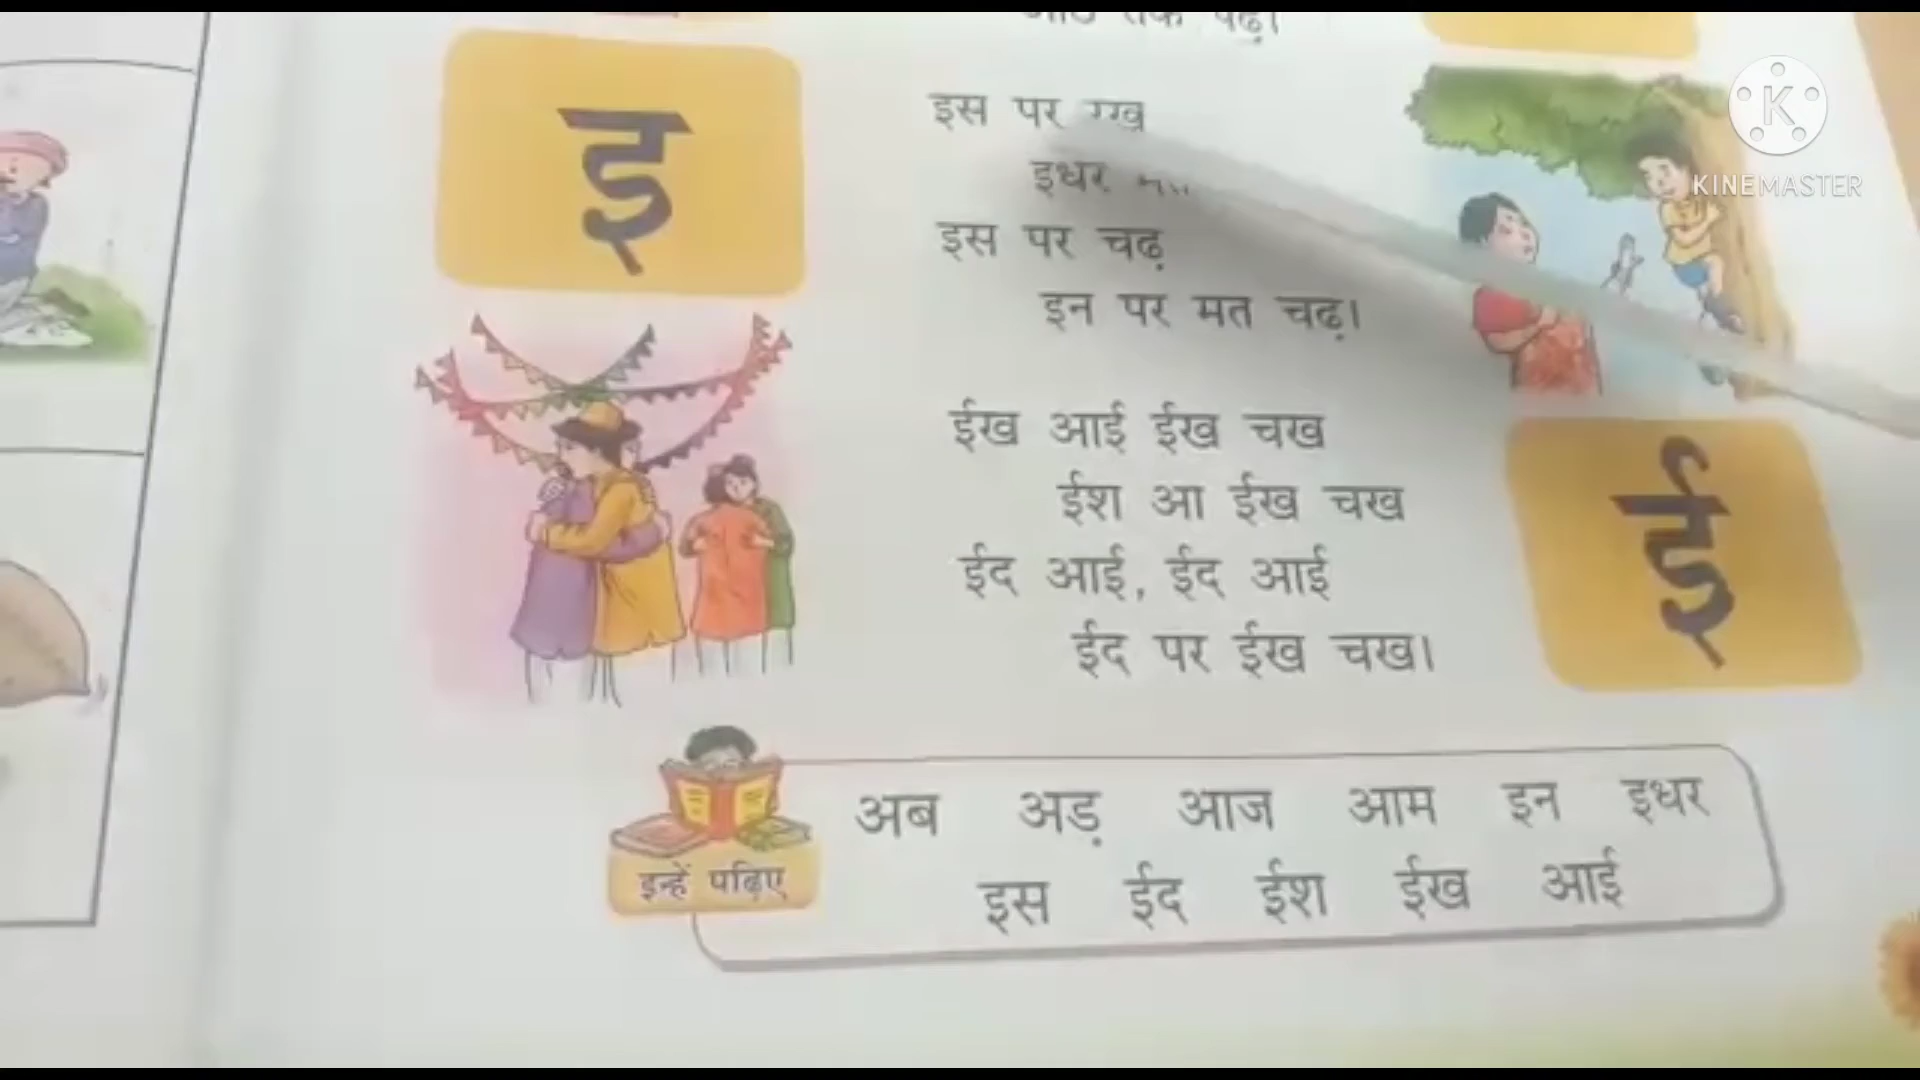 इ
इस पर रख
इधर मत
इस पर चढ़
इन पर मत चढ़।
ईख आई ईख चख
ईश आ ईख चख
ईद आई, ईद आई
ईद पर ईख चख।
ई
इन्हें पढ़िए
अब अड़ आज आम इन इधर
इस ईद ईश ईख आई
KINEMASTER